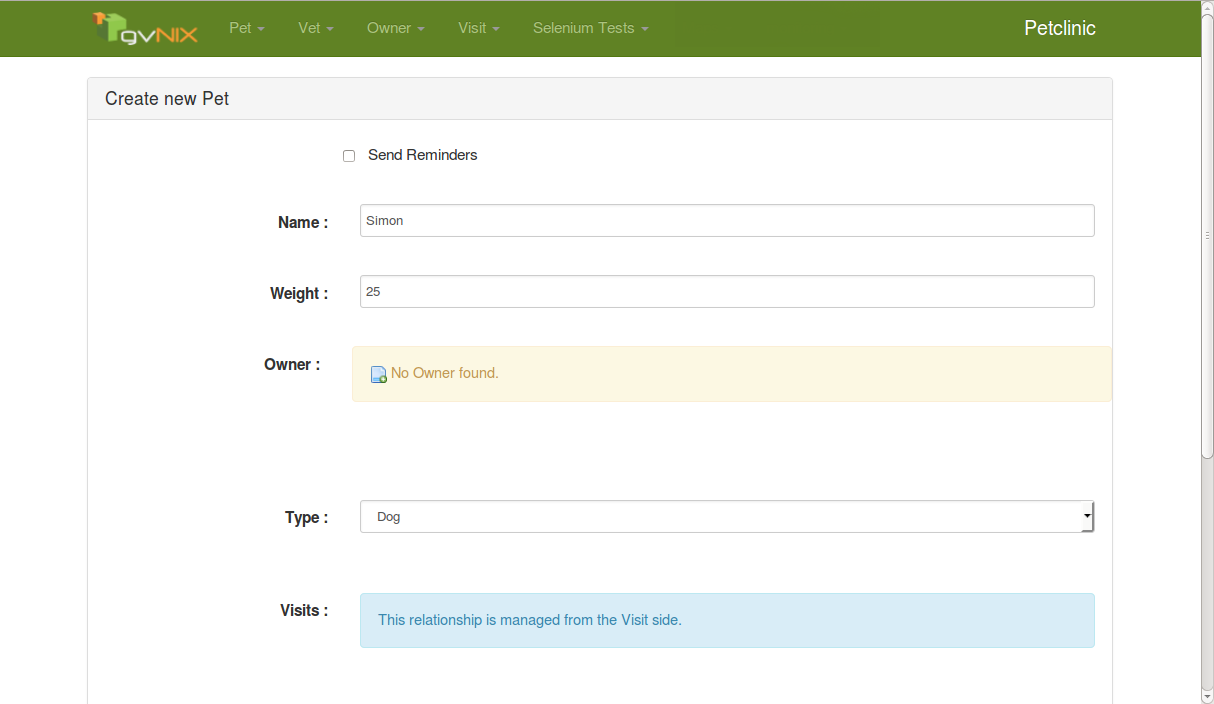 gvNIX Pet Vet Owner Visit Selenium Tests Petclinic
Create new Pet
Send Reminders
Name : Simon
Weight : 25
Owner : No Owner found.
Type : Dog
Visits : This relationship is managed from the Visit side.